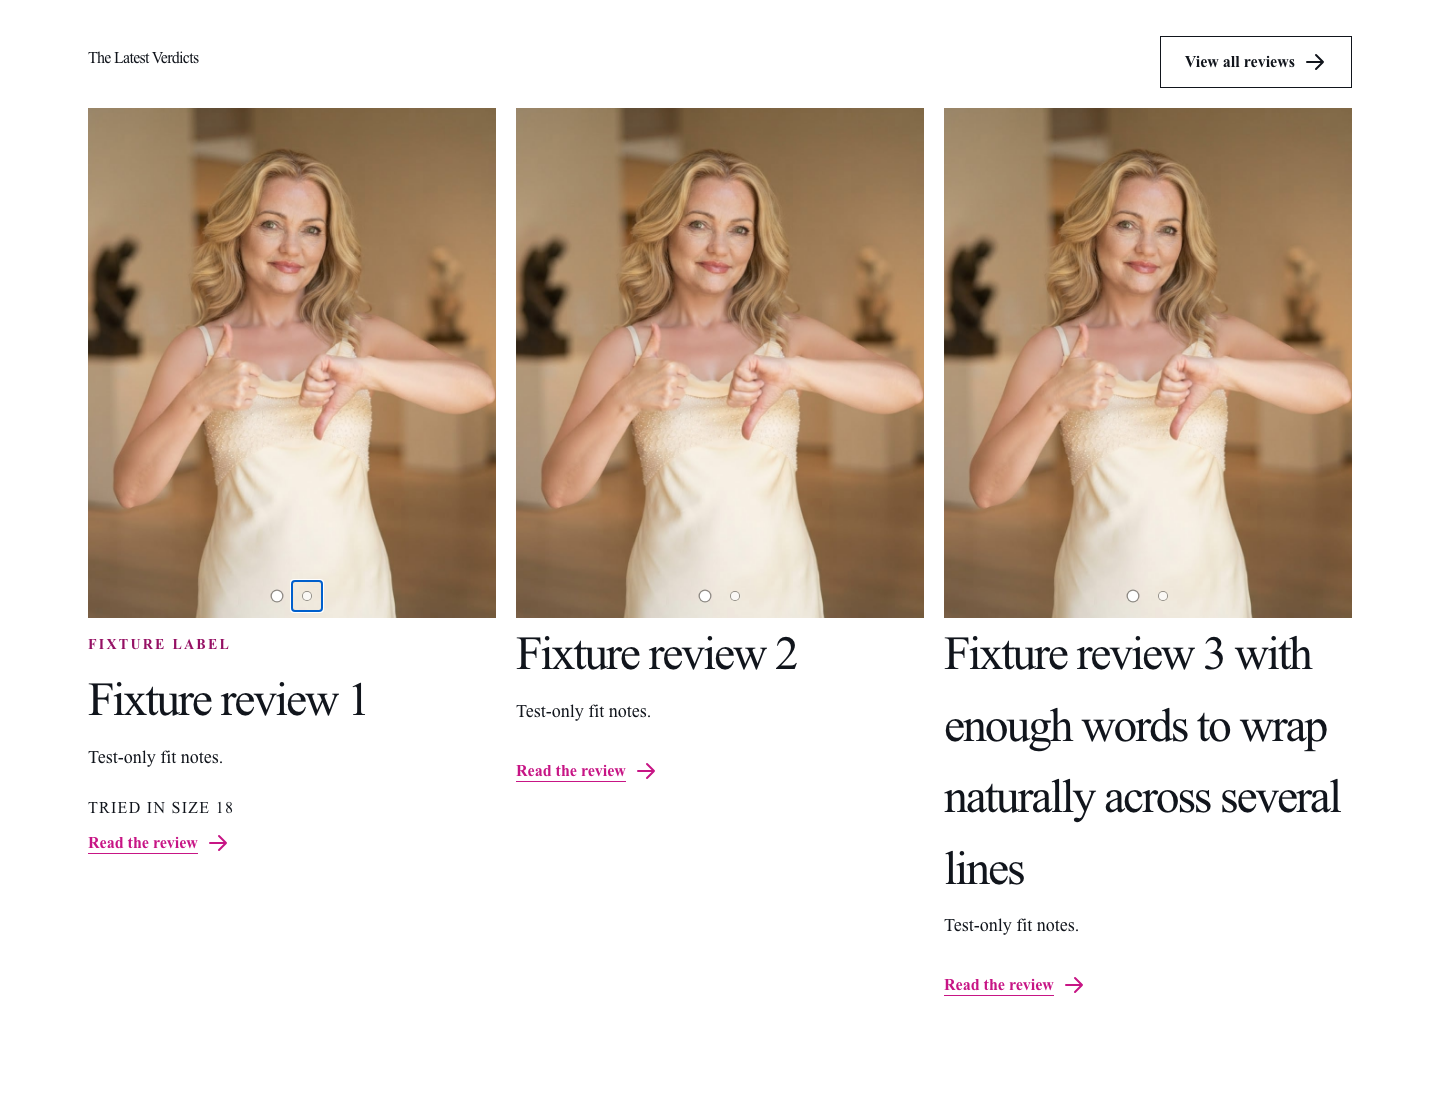 The Latest Verdicts
View all reviews
FIXTURE LABEL
Fixture review 1
Test-only fit notes.
TRIED IN SIZE 18
Read the review
Fixture review 2
Test-only fit notes.
Read the review
Fixture review 3 with
enough words to wrap
naturally across several
lines
Test-only fit notes.
Read the review